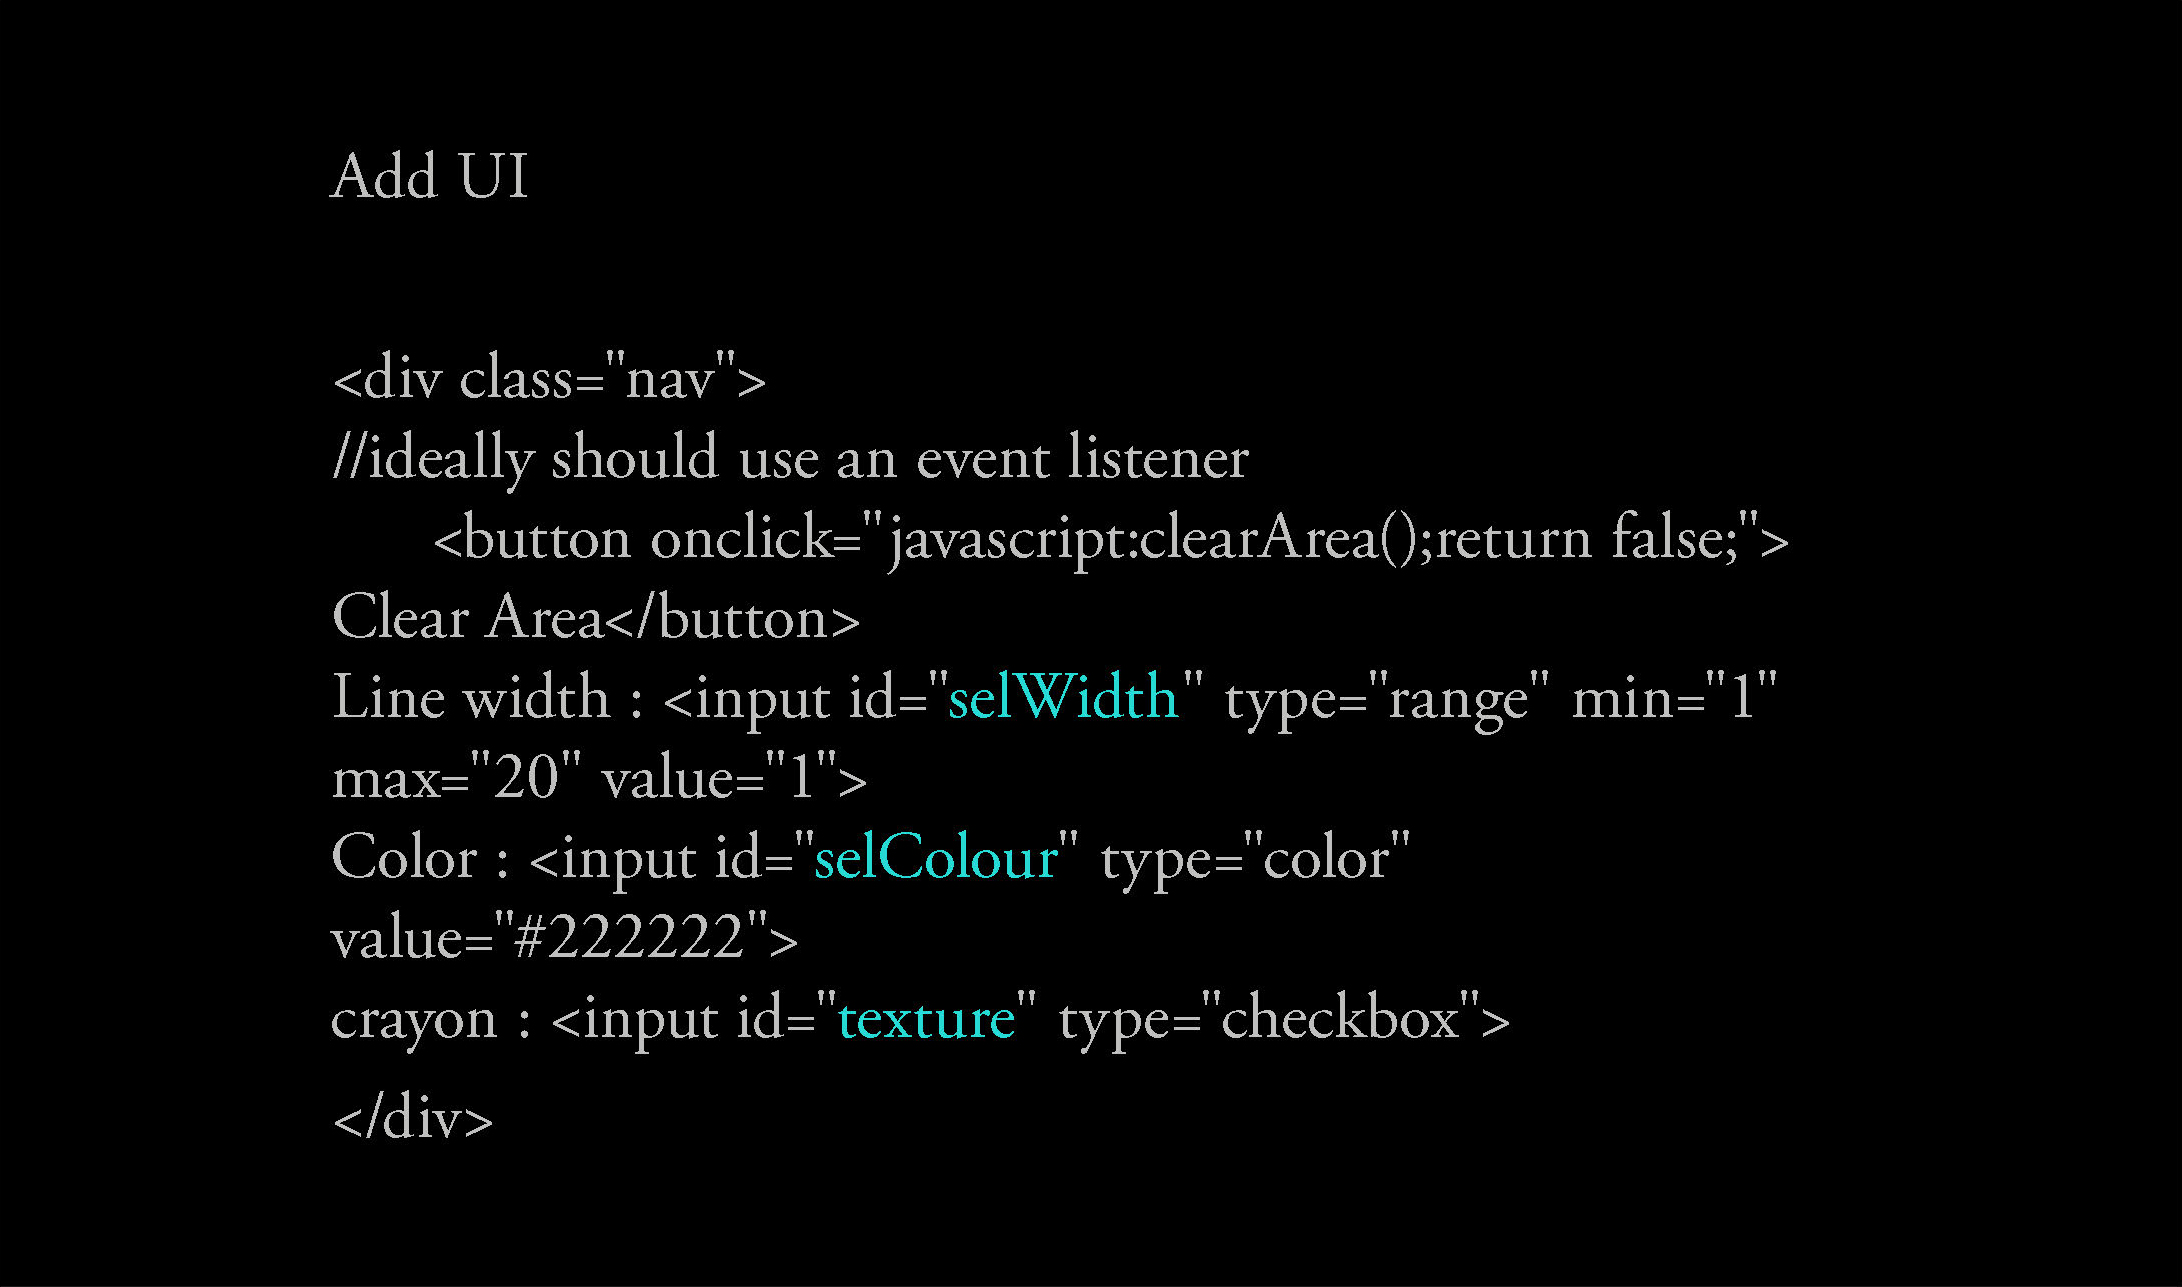 Add UI
<div class="nav">
//ideally should use an event listener
<button onclick="javascript:clearArea();return false;">
Clear Area</button>
Line width : <input id="selWidth" type="range" min="1"
max="20" value="1">
Color : <input id="selColour" type="color"
value="#222222">
crayon : <input id="texture" type="checkbox">
</div>